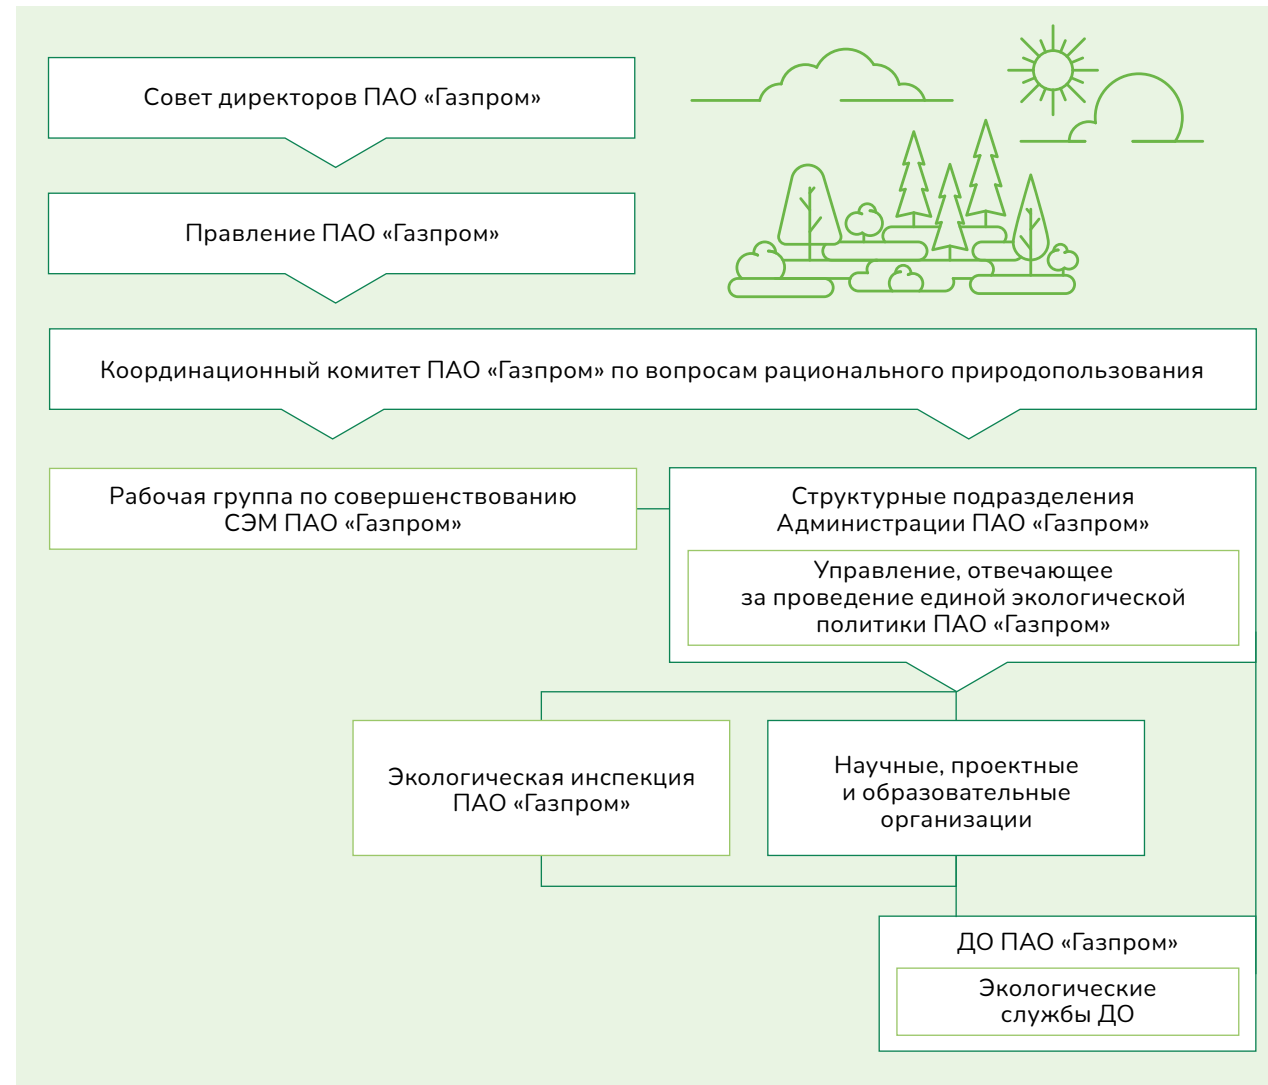 Совет директоров ПАО «Газпром»
Правление ПАО «Газпром»
Координационный комитет ПАО «Газпром» по вопросам рационального природопользования
Рабочая группа по совершенствованию
СЭМ ПАО «Газпром»
Структурные подразделения
Администрации ПАО «Газпром»
Управление, отвечающее
за проведение единой экологической
политики ПАО «Газпром»
Экологическая инспекция
ПАО «Газпром»
Научные, проектные
и образовательные
организации
ДО ПАО «Газпром»
Экологические
службы ДО